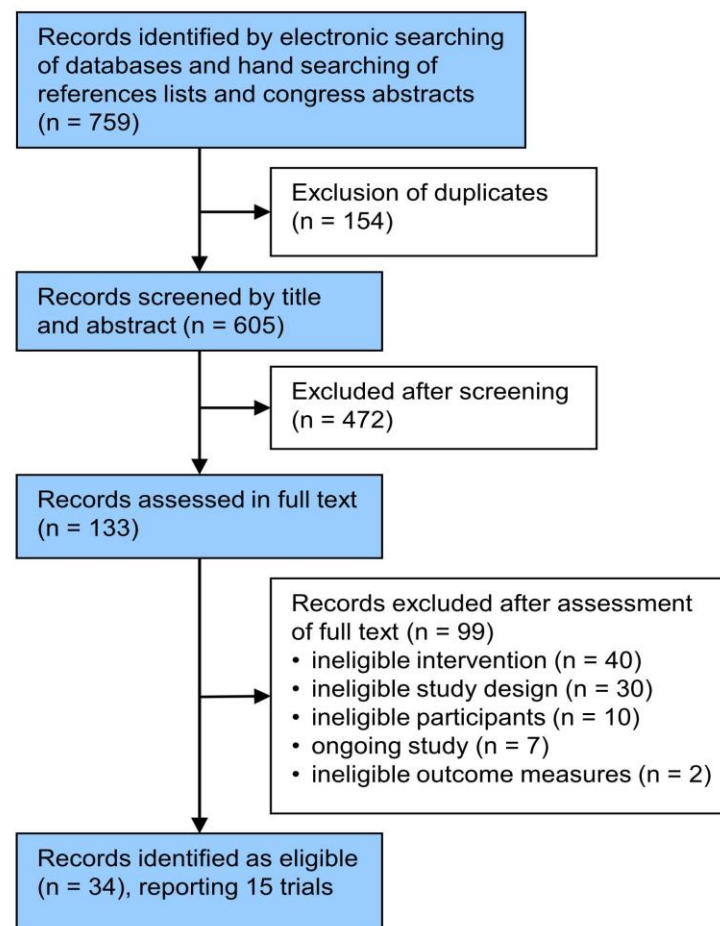 Records identified by electronic searching
of databases and hand searching of
references lists and congress abstracts
(n = 759)
Exclusion of duplicates
(n = 154)
Records screened by title
and abstract (n = 605)
Excluded after screening
(n = 472)
Records assessed in full text
(n = 133)
Records excluded after assessment
of full text (n = 99)
• ineligible intervention (n = 40)
• ineligible study design (n = 30)
• ineligible participants (n = 10)
• ongoing study (n = 7)
• ineligible outcome measures (n = 2)
Records identified as eligible
(n = 34), reporting 15 trials